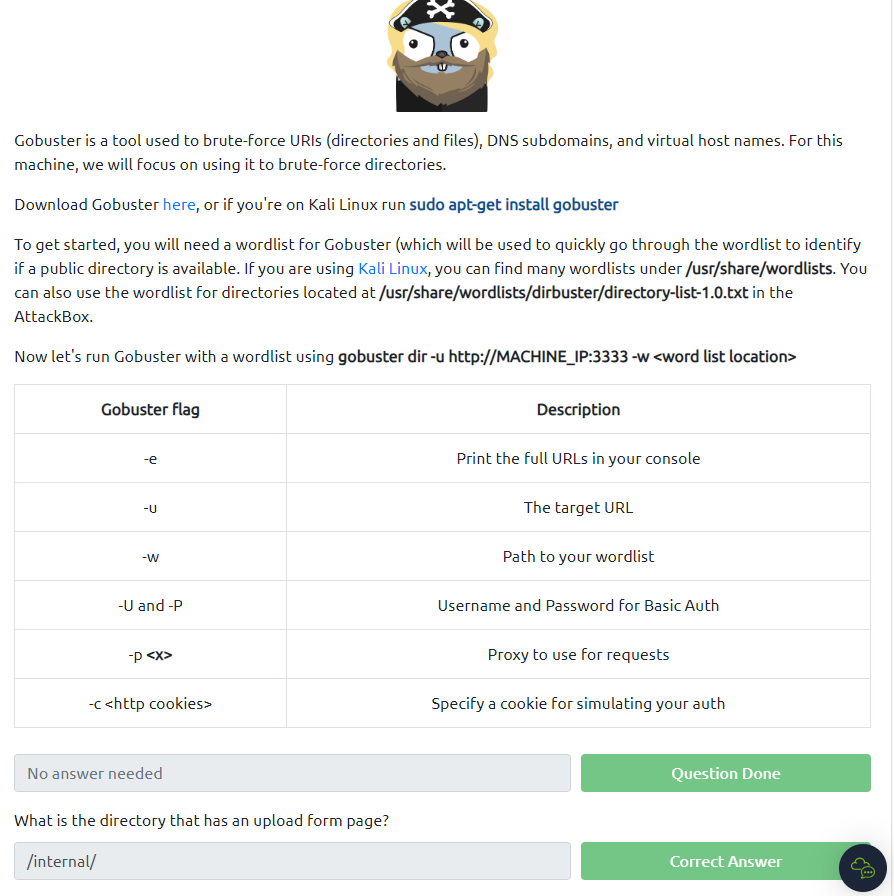 Gobuster is a tool used to brute-force URIs (directories and files), DNS subdomains, and virtual host names. For this
machine, we will focus on using it to brute-force directories.
Download Gobuster here, or if you're on Kali Linux run sudo apt-get install gobuster
To get started, you will need a wordlist for Gobuster (which will be used to quickly go through the wordlist to identify
if a public directory is available. If you are using Kali Linux, you can find many wordlists under /usr/share/wordlists. You
can also use the wordlist for directories located at /usr/share/wordlists/dirbuster/directory-list-1.0.txt in the
AttackBox.
Now let's run Gobuster with a wordlist using gobuster dir -u http://MACHINE_IP:3333 -w <word list location>
Gobuster flag Description
-e Print the full URLs in your console
-u The target URL
-w Path to your wordlist
-U and -P Username and Password for Basic Auth
-p <x> Proxy to use for requests
-c <http cookies> Specify a cookie for simulating your auth
No answer needed Question Done
What is the directory that has an upload form page?
/internal/ Correct Answer